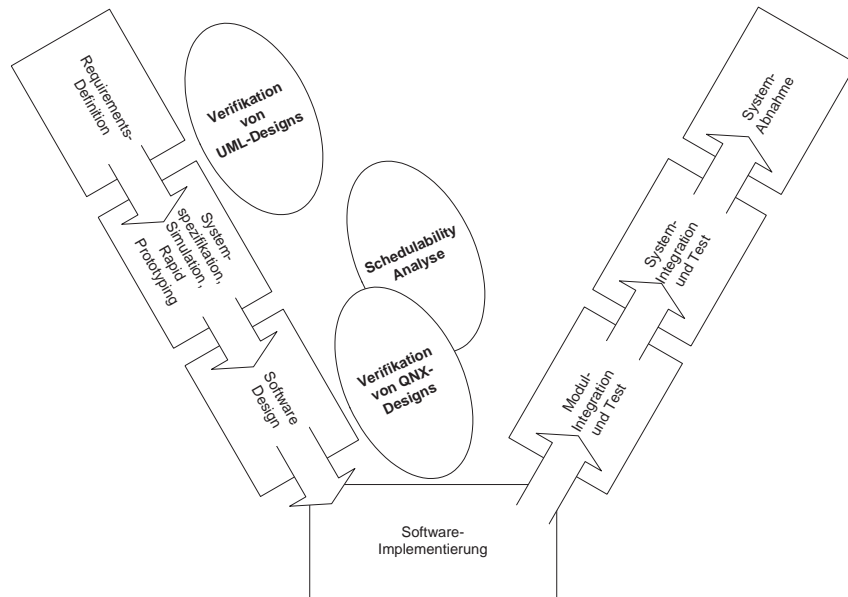 Requirements-
Definition
Verifikation
von
UML-Designs
System-
spezifikation,
Simulation,
Rapid
Prototyping
Schedulability
Analyse
Software
Design
Verifikation
von QNX-
Designs
Software-
Implementierung
Modul-
Integration
und Test
System-
Integration
und Test
System-
Abnahme